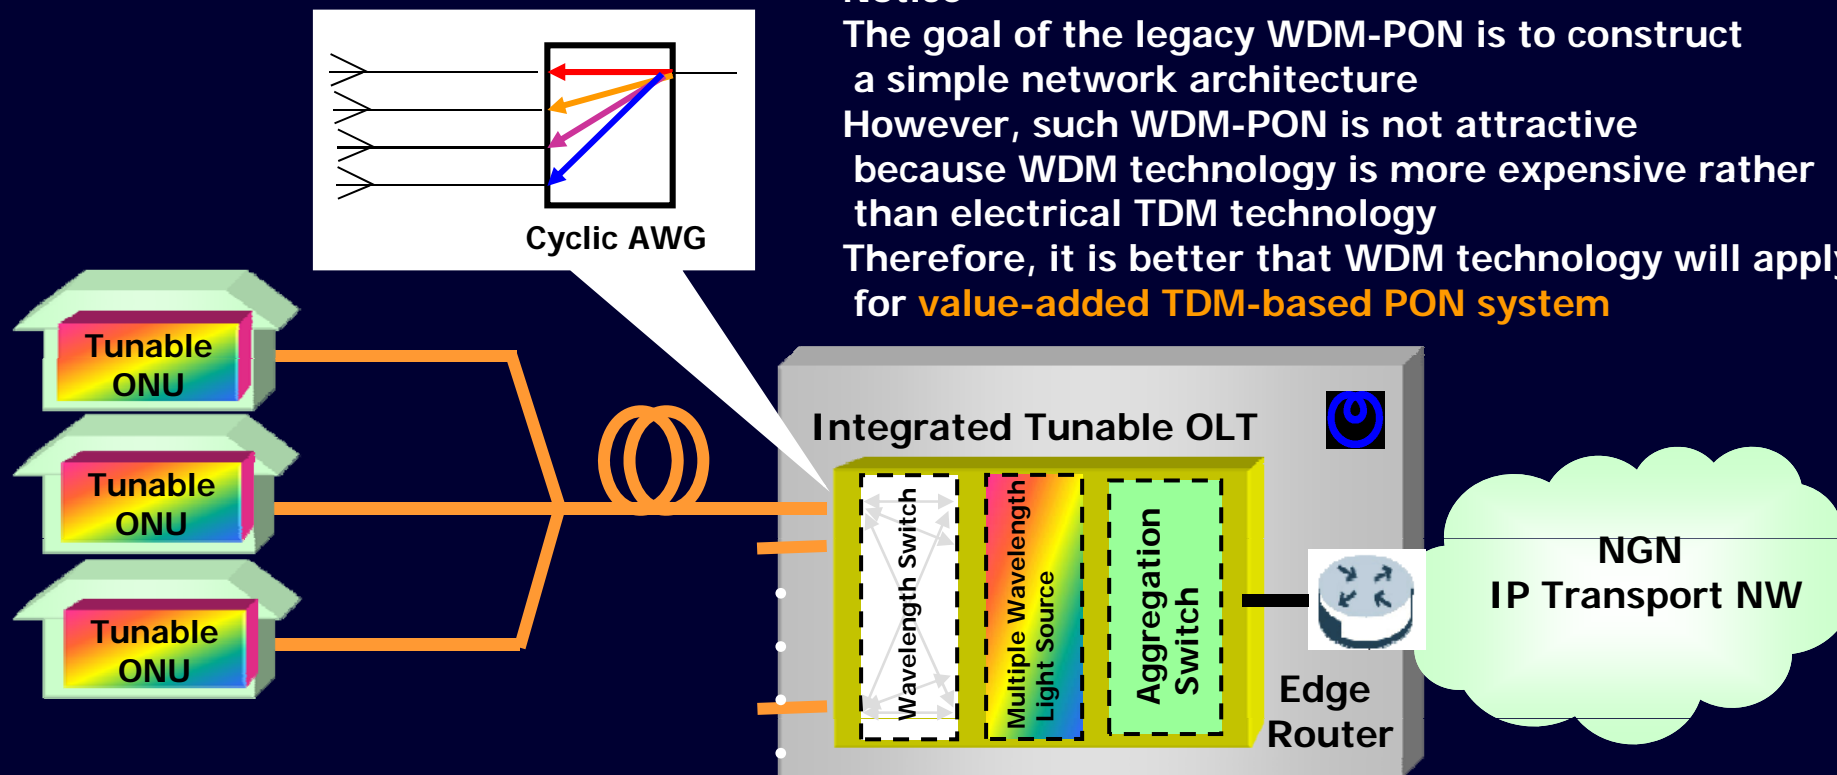 Notice
The goal of the legacy WDM-PON is to construct
a simple network architecture
However, such WDM-PON is not attractive
because WDM technology is more expensive rather
than electrical TDM technology
Therefore, it is better that WDM technology will apply
for value-added TDM-based PON system
Cyclic AWG
Tunable
ONU
Tunable
ONU
Tunable
ONU
Integrated Tunable OLT
Wavelength Switch
Multiple Wavelength
Light Source
Aggregation
Switch
Edge
Router
NGN
IP Transport NW